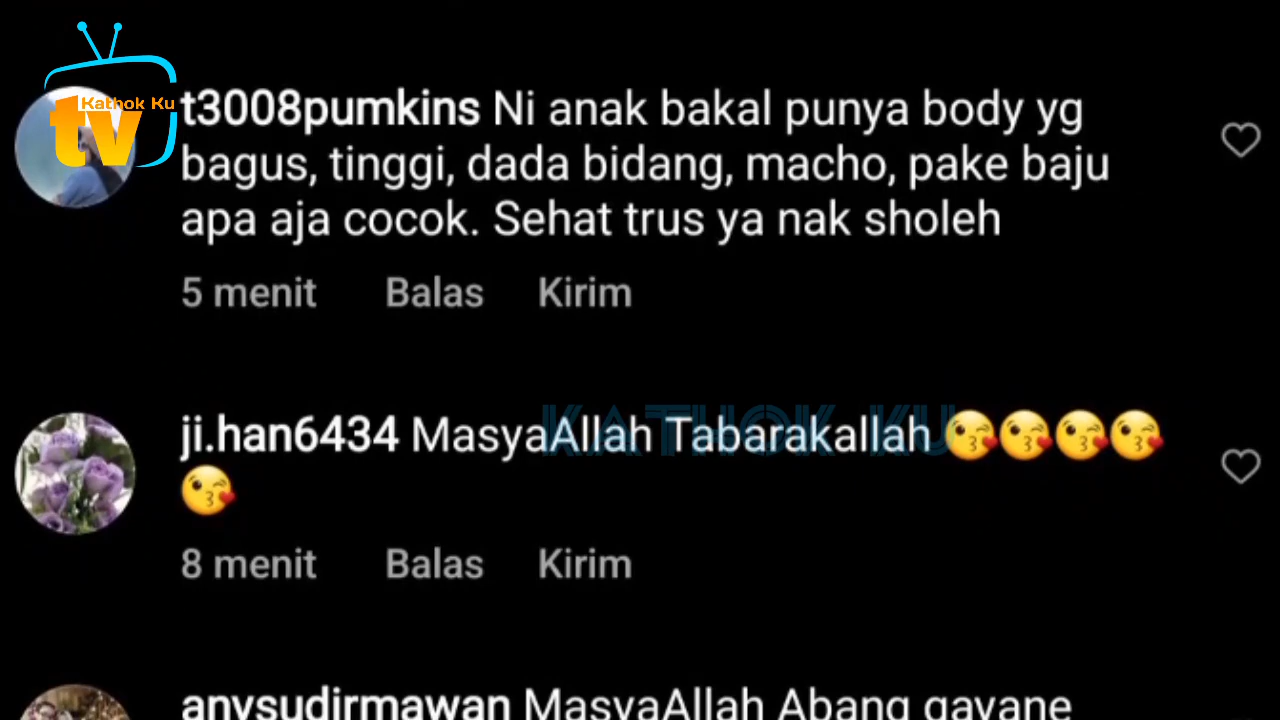 Kathok Ku
tv
t3008pumkins Ni anak bakal punya body yg
bagus, tinggi, dada bidang, macho, pake baju
apa aja cocok. Sehat trus ya nak sholeh
5 menit Balas Kirim
KATHOK KU
ji.han6434 MasyaAllah Tabarakallah 😘😘😘😘
😘
8 menit Balas Kirim
anysudirmawan MasyaAllah Abang gayane